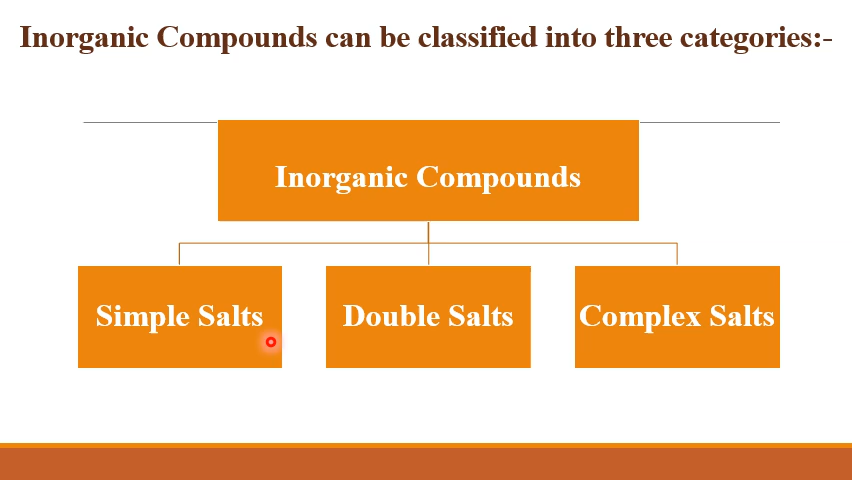 Inorganic Compounds can be classified into three categories:-
Inorganic Compounds
Simple Salts
Double Salts
Complex Salts